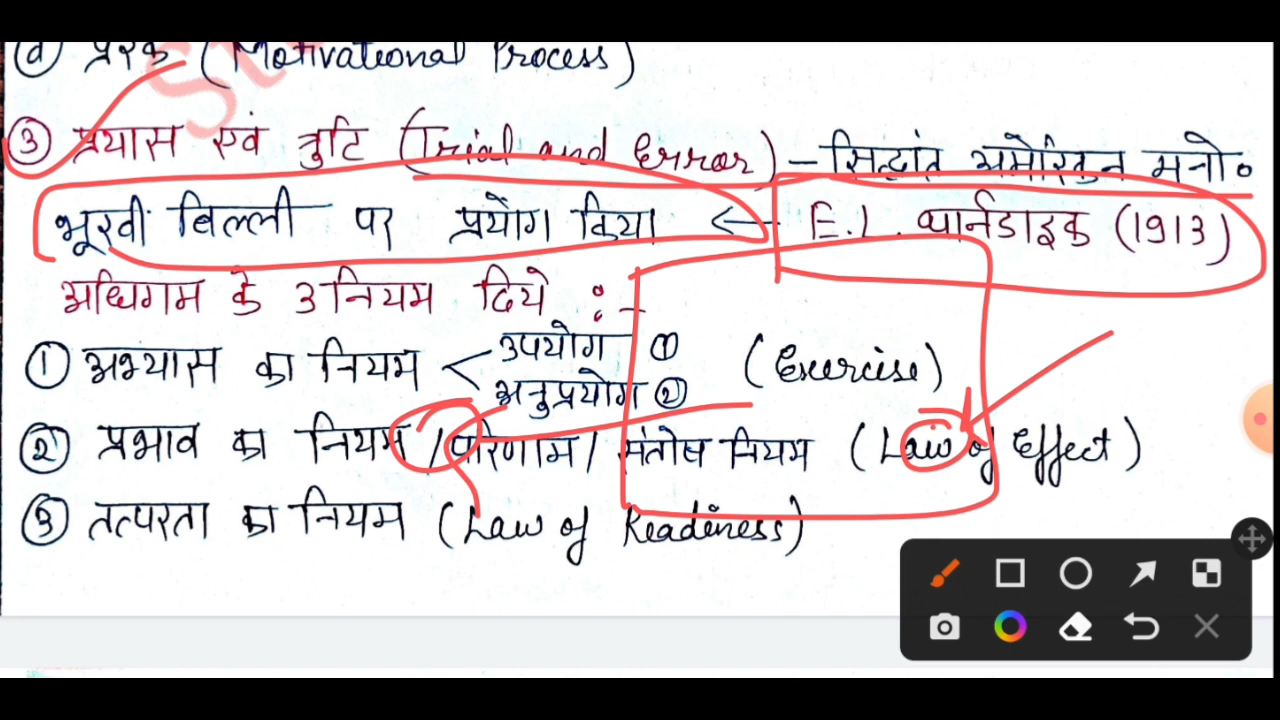 (d) प्रेरक (Motivational Process)
③ प्रयास एवं त्रुटि (Trial and Error) – सिद्धांत अमेरिकन मनो०
भूखी बिल्ली पर प्रयोग किया ← E.L. थार्नडाइक (1913)
अधिगम के 3 नियम दिये :-
① अभ्यास का नियम < उपयोग ① (Exercise)
अनुप्रयोग ②
② प्रभाव का नियम / परिणाम / संतोष नियम (Law of Effect)
③ तत्परता का नियम (Law of Readiness)